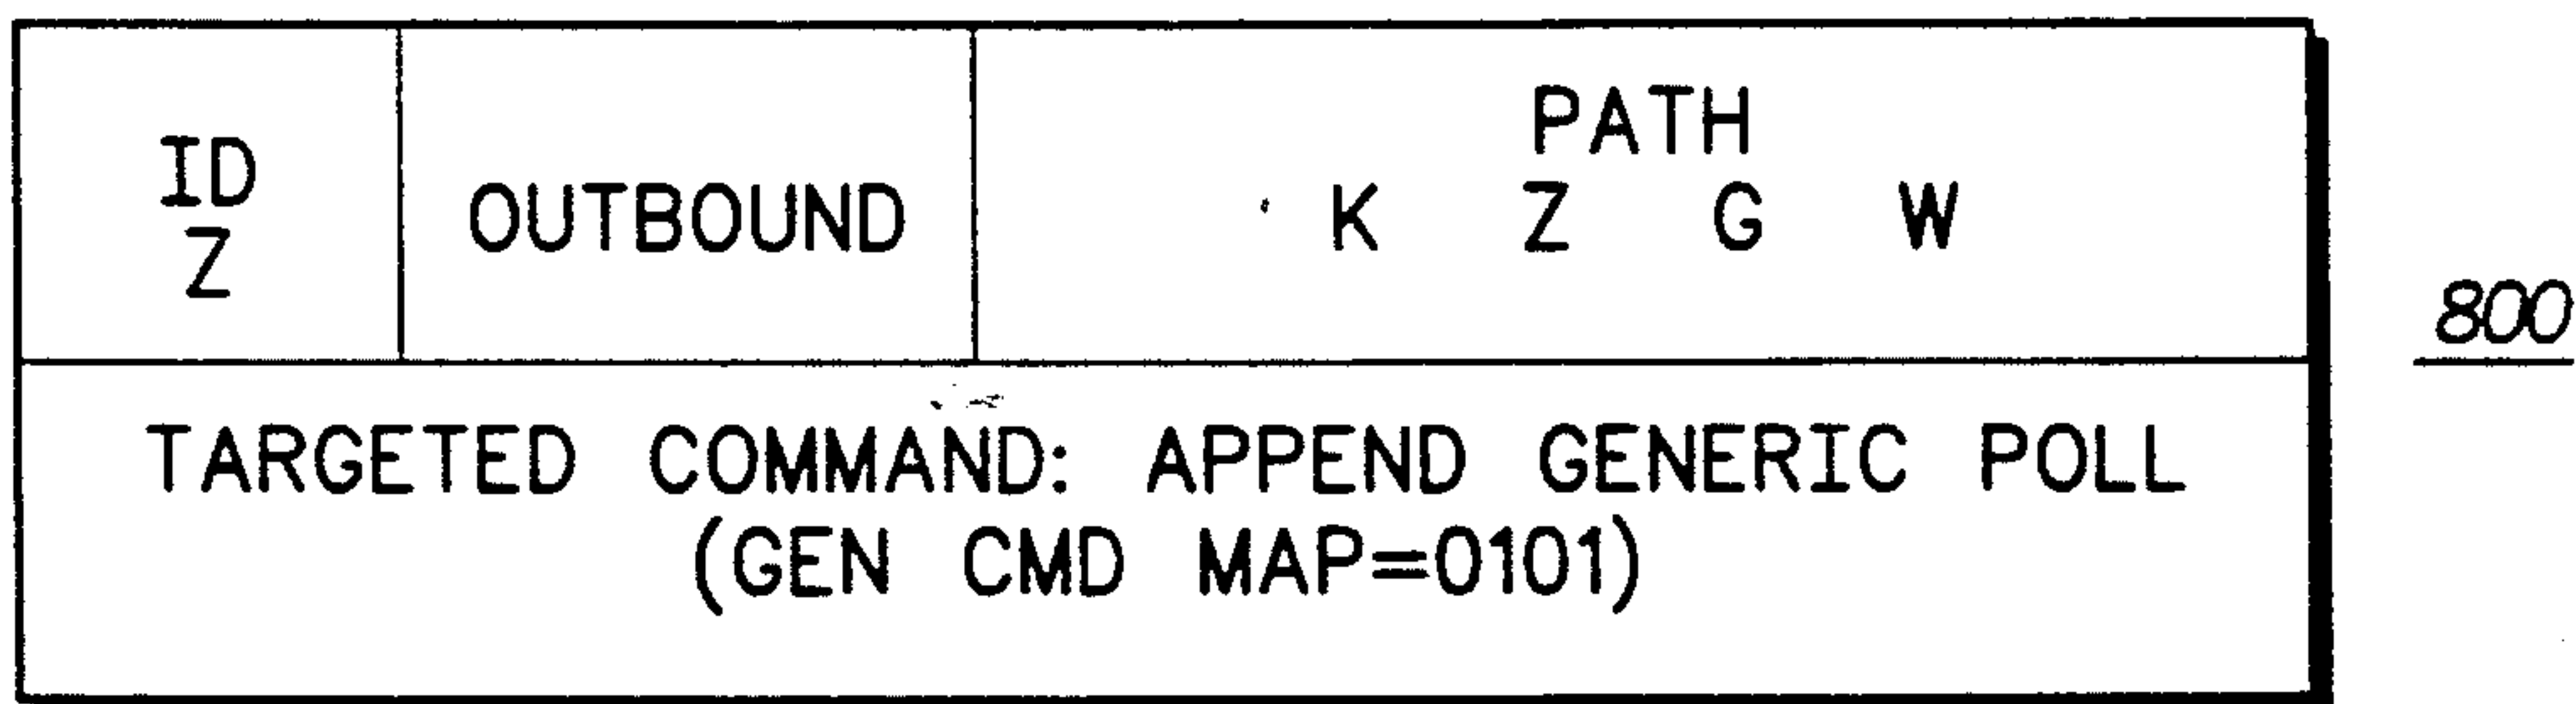 ID
Z
OUTBOUND
PATH
K Z G W
800
TARGETED COMMAND: APPEND GENERIC POLL
(GEN CMD MAP=0101)